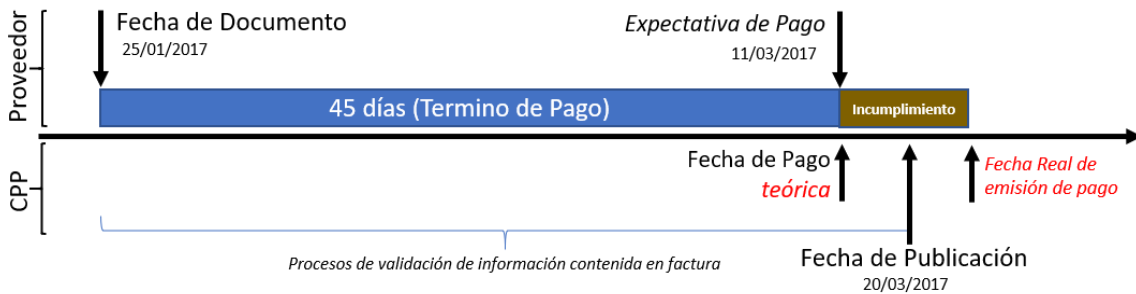 Proveedor
Fecha de Documento
25/01/2017
Expectativa de Pago
11/03/2017
45 días (Termino de Pago)
Incumplimiento
CPP
Fecha de Pago
teórica
Fecha Real de
emisión de pago
Procesos de validación de información contenida en factura
Fecha de Publicación
20/03/2017